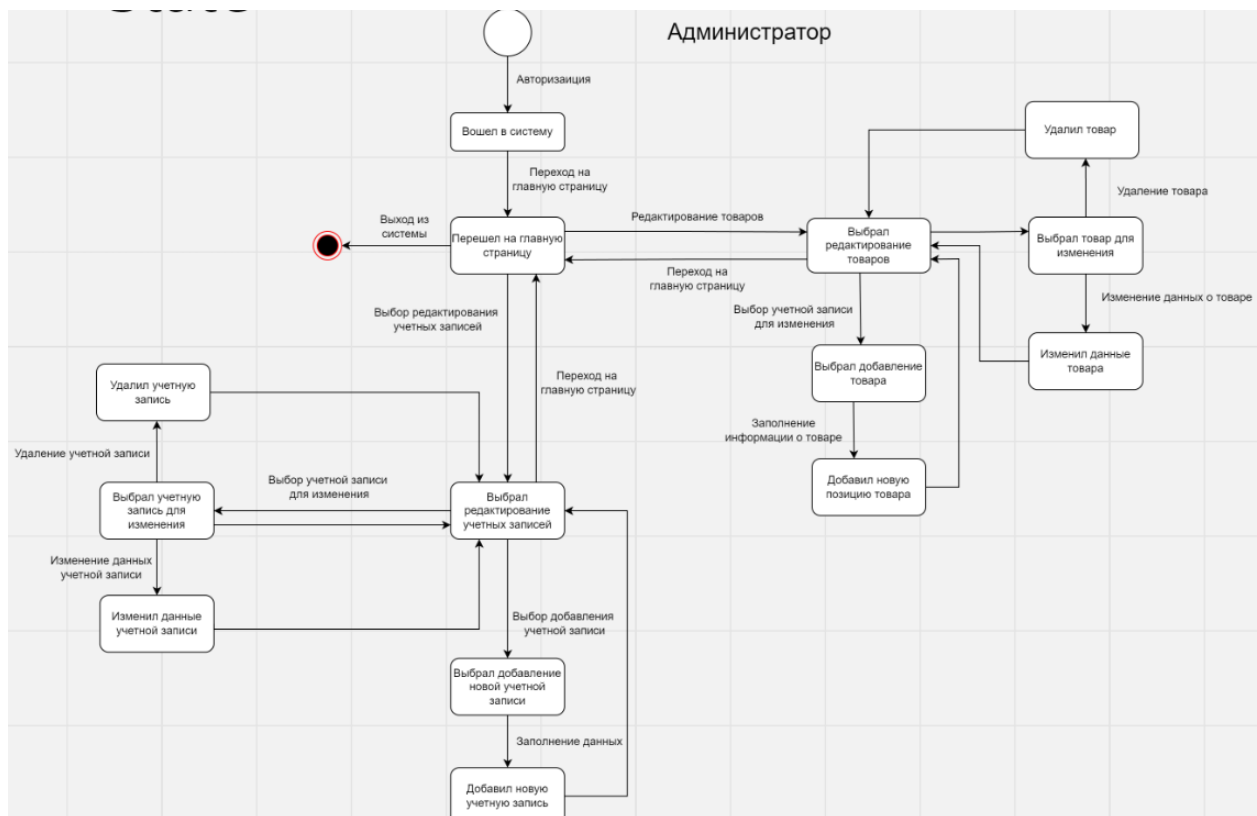 Администратор
Авторизаиция
Вошел в систему
Удалил товар
Переход на
главную страницу
Удаление товара
Выход из
системы
Редактирование товаров
Перешел на главную
страницу
Выбрал
редактирование
товаров
Выбрал товар для
изменения
Переход на
главную страницу
Выбор редактирования
учетных записей
Выбор учетной записи
для изменения
Изменение данных о товаре
Выбрал добавление
товара
Изменил данные
товара
Удалил учетную
запись
Переход на
главную страницу
Заполнение
информации о товаре
Удаление учетной записи
Выбор учетной записи
для изменения
Добавил новую
позицию товара
Выбрал учетную
запись для
изменения
Выбрал
редактирование
учетных записей
Изменение данных
учетной записи
Изменил данные
учетной записи
Выбор добавления
учетной записи
Выбрал добавление
новой учетной
записи
Заполнение данных
Добавил новую
учетную запись